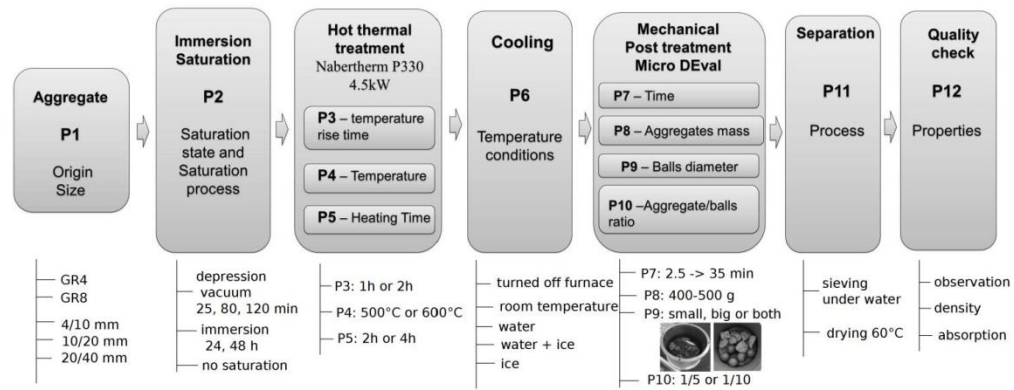 Aggregate
P1
Origin
Size
Immersion
Saturation
P2
Saturation
state and
Saturation
process
Hot thermal
treatment
Nabertherm P330
4.5kW
P3 – temperature
rise time
P4 – Temperature
P5 – Heating Time
Cooling
P6
Temperature
conditions
Mechanical
Post treatment
Micro DEval
P7 – Time
P8 – Aggregates mass
P9 – Balls diameter
P10 –Aggregate/balls
ratio
Separation
P11
Process
Quality
check
P12
Properties
GR4
GR8
4/10 mm
10/20 mm
20/40 mm
depression
vacuum
25, 80, 120 min
immersion
24, 48 h
no saturation
P3: 1h or 2h
P4: 500°C or 600°C
P5: 2h or 4h
turned off furnace
room temperature
water
water + ice
ice
P7: 2.5 -> 35 min
P8: 400-500 g
P9: small, big or both
P10: 1/5 or 1/10
sieving
under water
drying 60°C
observation
density
absorption